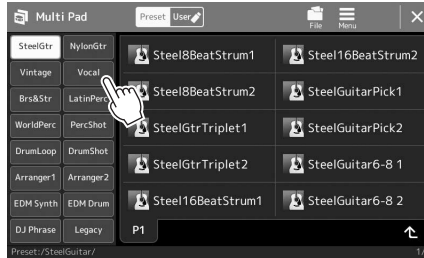 Multi Pad
Preset User
File Menu
SteelGtr NylonGtr
Vintage Vocal
Brs&Str LatinPerc
WorldPerc PercShot
DrumLoop DrumShot
Arranger1 Arranger2
EDM Synth EDM Drum
DJ Phrase Legacy
Steel8BeatStrum1 Steel16BeatStrum2
Steel8BeatStrum2 SteelGuitarPick1
SteelGtrTriplet1 SteelGuitarPick2
SteelGtrTriplet2 SteelGuitar6-8 1
Steel16BeatStrum1 SteelGuitar6-8 2
P1
Preset:/SteelGuitar/ 1/